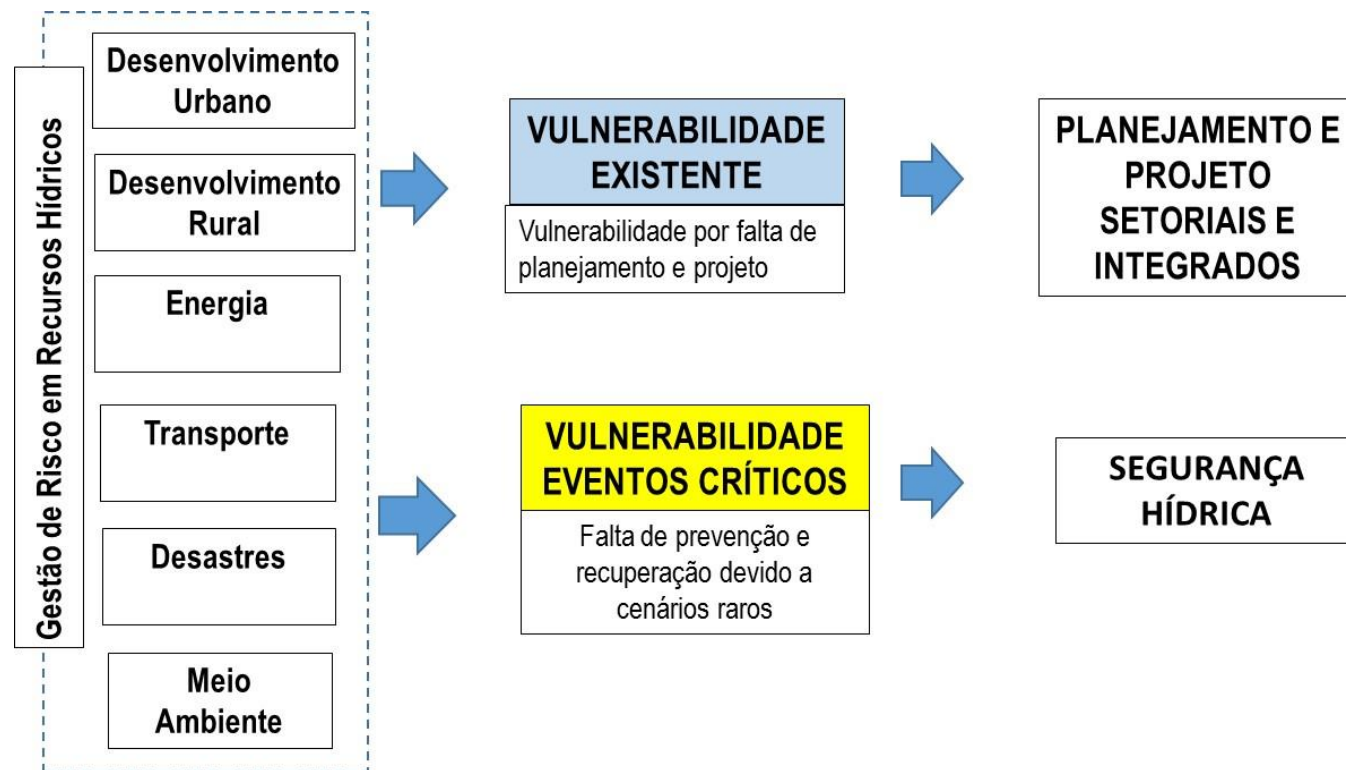 Gestão de Risco em Recursos Hídricos
Desenvolvimento
Urbano
Desenvolvimento
Rural
Energia
Transporte
Desastres
Meio
Ambiente
VULNERABILIDADE
EXISTENTE
Vulnerabilidade por falta de
planejamento e projeto
VULNERABILIDADE
EVENTOS CRÍTICOS
Falta de prevenção e
recuperação devido a
cenários raros
PLANEJAMENTO E
PROJETO
SETORIAIS E
INTEGRADOS
SEGURANÇA
HÍDRICA